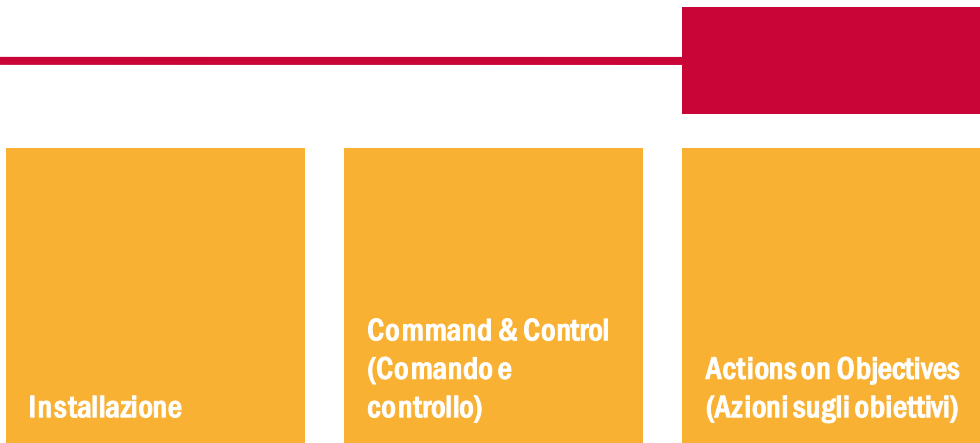 Installazione
Command & Control
(Comando e
controllo)
Actions on Objectives
(Azioni sugli obiettivi)